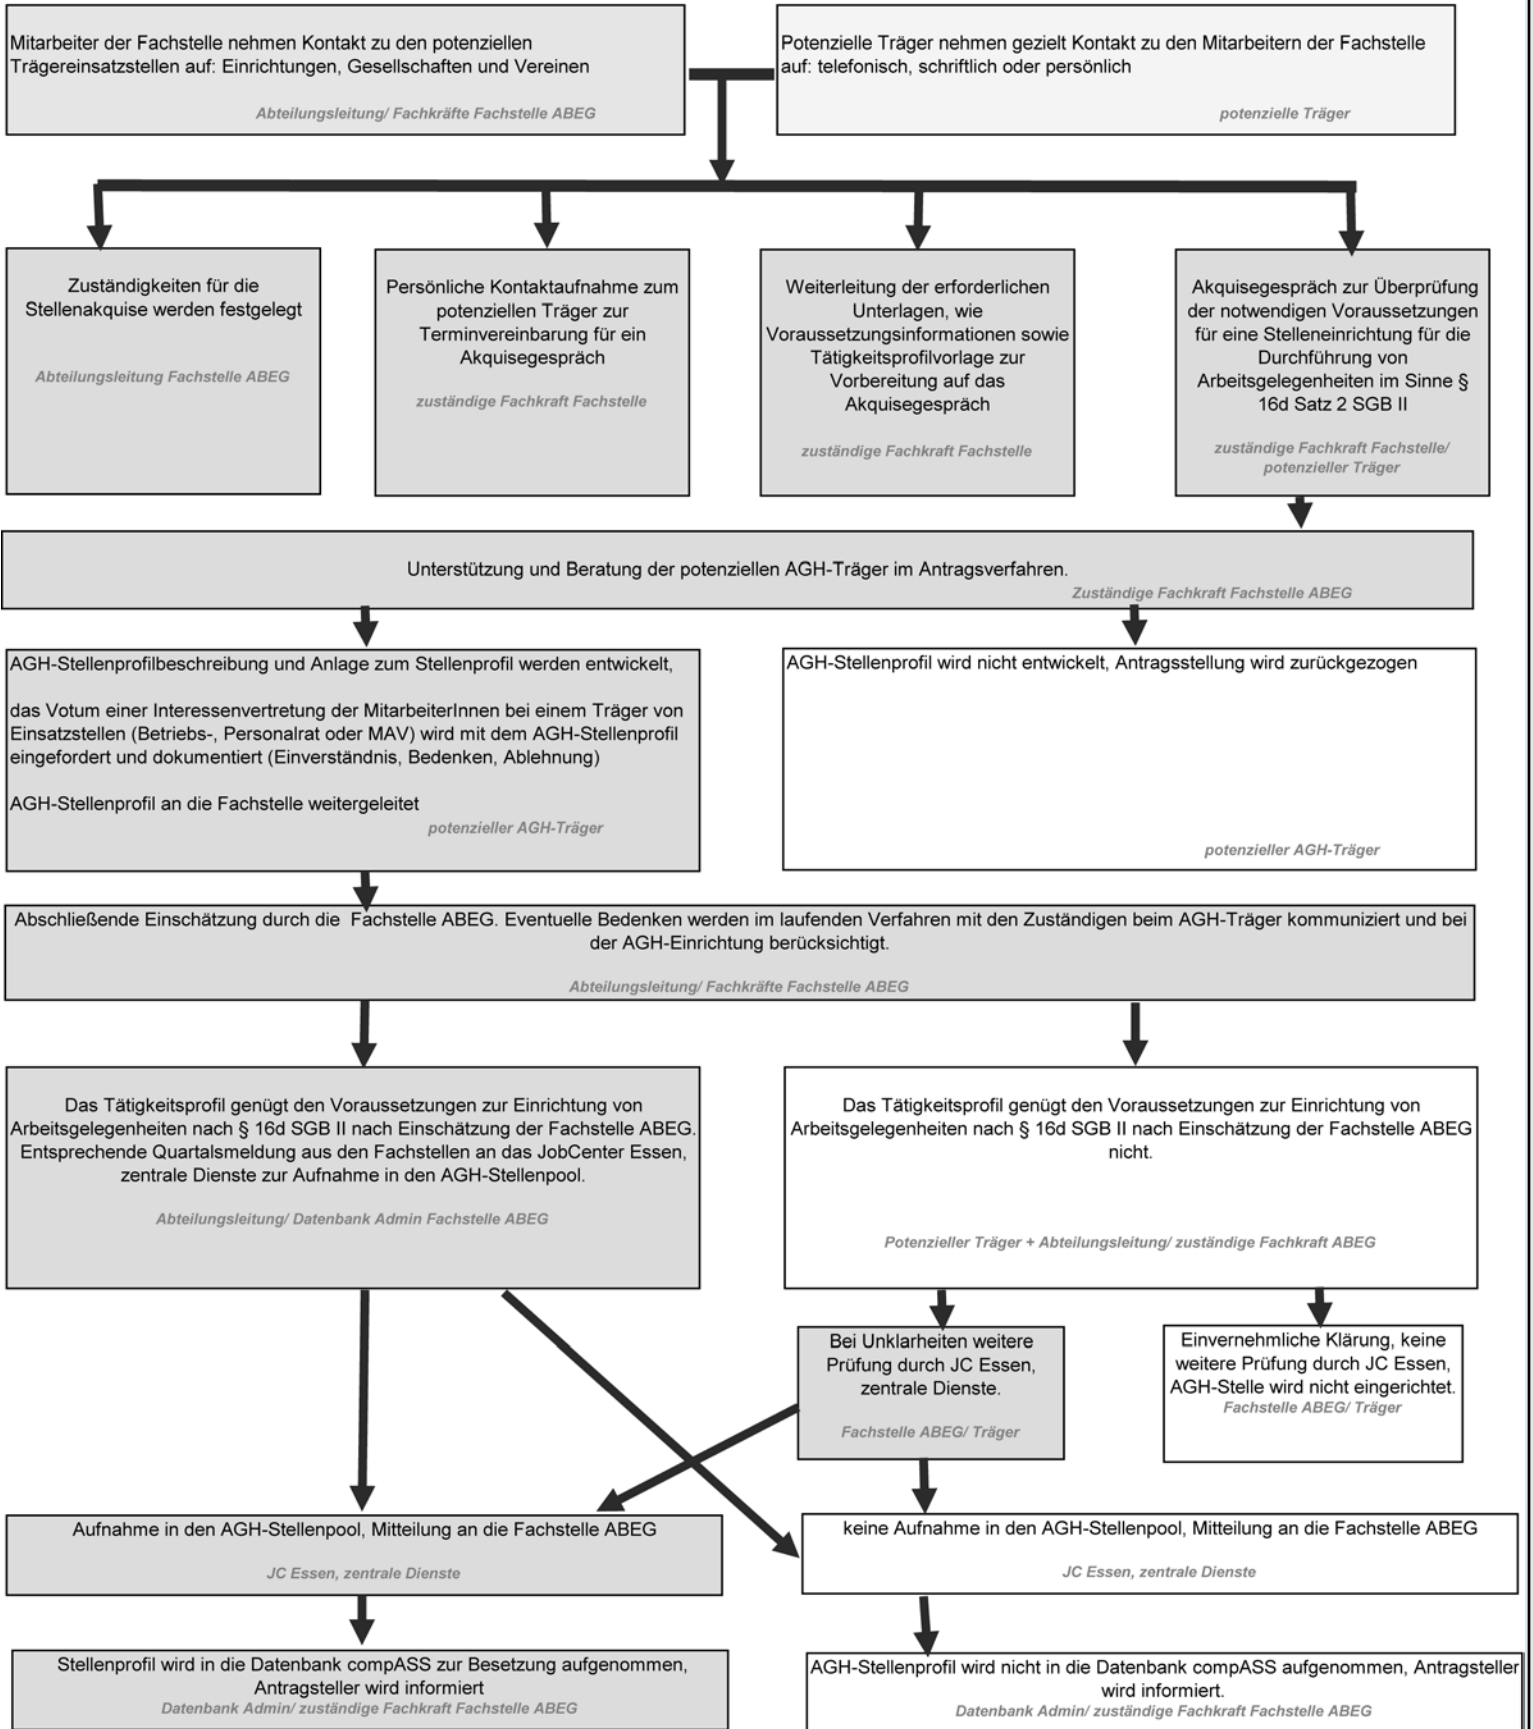 Mitarbeiter der Fachstelle nehmen Kontakt zu den potenziellen
Trägereinsatzstellen auf: Einrichtungen, Gesellschaften und Vereinen
Abteilungsleitung/ Fachkräfte Fachstelle ABEG
Potenzielle Träger nehmen gezielt Kontakt zu den Mitarbeitern der Fachstelle
auf: telefonisch, schriftlich oder persönlich
potenzielle Träger
Zuständigkeiten für die
Stellenakquise werden festgelegt
Abteilungsleitung Fachstelle ABEG
Persönliche Kontaktaufnahme zum
potenziellen Träger zur
Terminvereinbarung für ein
Akquisegespräch
zuständige Fachkraft Fachstelle
Weiterleitung der erforderlichen
Unterlagen, wie
Voraussetzungsinformationen sowie
Tätigkeitsprofilvorlage zur
Vorbereitung auf das
Akquisegespräch
zuständige Fachkraft Fachstelle
Akquisegespräch zur Überprüfung
der notwendigen Voraussetzungen
für eine Stelleneinrichtung für die
Durchführung von
Arbeitsgelegenheiten im Sinne §
16d Satz 2 SGB II
zuständige Fachkraft Fachstelle/
potenzieller Träger
Unterstützung und Beratung der potenziellen AGH-Träger im Antragsverfahren.
Zuständige Fachkraft Fachstelle ABEG
AGH-Stellenprofilbeschreibung und Anlage zum Stellenprofil werden entwickelt,
das Votum einer Interessenvertretung der MitarbeiterInnen bei einem Träger von
Einsatzstellen (Betriebs-, Personalrat oder MAV) wird mit dem AGH-Stellenprofil
eingefordert und dokumentiert (Einverständnis, Bedenken, Ablehnung)
AGH-Stellenprofil an die Fachstelle weitergeleitet
potenzieller AGH-Träger
AGH-Stellenprofil wird nicht entwickelt, Antragsstellung wird zurückgezogen
potenzieller AGH-Träger
Abschließende Einschätzung durch die  Fachstelle ABEG. Eventuelle Bedenken werden im laufenden Verfahren mit den Zuständigen beim AGH-Träger kommuniziert und bei
der AGH-Einrichtung berücksichtigt.
Abteilungsleitung/ Fachkräfte Fachstelle ABEG
Das Tätigkeitsprofil genügt den Voraussetzungen zur Einrichtung von
Arbeitsgelegenheiten nach § 16d SGB II nach Einschätzung der Fachstelle ABEG.
Entsprechende Quartalsmeldung aus den Fachstellen an das JobCenter Essen,
zentrale Dienste zur Aufnahme in den AGH-Stellenpool.
Abteilungsleitung/ Datenbank Admin Fachstelle ABEG
Das Tätigkeitsprofil genügt den Voraussetzungen zur Einrichtung von
Arbeitsgelegenheiten nach § 16d SGB II nach Einschätzung der Fachstelle ABEG
nicht.
Potenzieller Träger + Abteilungsleitung/ zuständige Fachkraft ABEG
Bei Unklarheiten weitere
Prüfung durch JC Essen,
zentrale Dienste.
Fachstelle ABEG/ Träger
Einvernehmliche Klärung, keine
weitere Prüfung durch JC Essen,
AGH-Stelle wird nicht eingerichtet.
Fachstelle ABEG/ Träger
Aufnahme in den AGH-Stellenpool, Mitteilung an die Fachstelle ABEG
JC Essen, zentrale Dienste
keine Aufnahme in den AGH-Stellenpool, Mitteilung an die Fachstelle ABEG
JC Essen, zentrale Dienste
Stellenprofil wird in die Datenbank compASS zur Besetzung aufgenommen,
Antragsteller wird informiert
Datenbank Admin/ zuständige Fachkraft Fachstelle ABEG
AGH-Stellenprofil wird nicht in die Datenbank compASS aufgenommen, Antragsteller
wird informiert.
Datenbank Admin/ zuständige Fachkraft Fachstelle ABEG